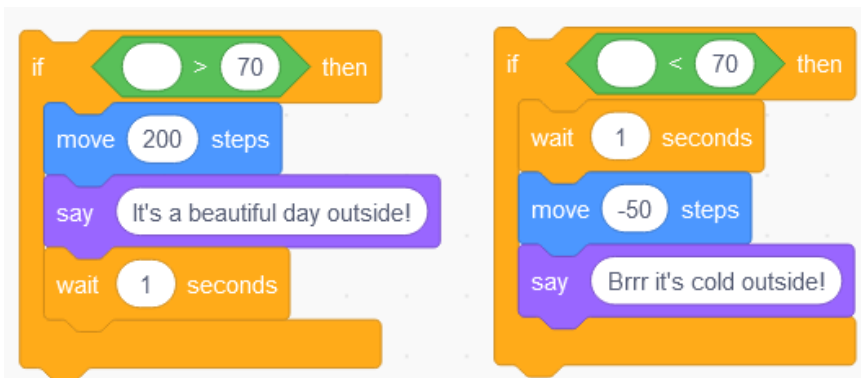 if > 70 then
move 200 steps
say It's a beautiful day outside!
wait 1 seconds
if < 70 then
wait 1 seconds
move -50 steps
say Brrr it's cold outside!